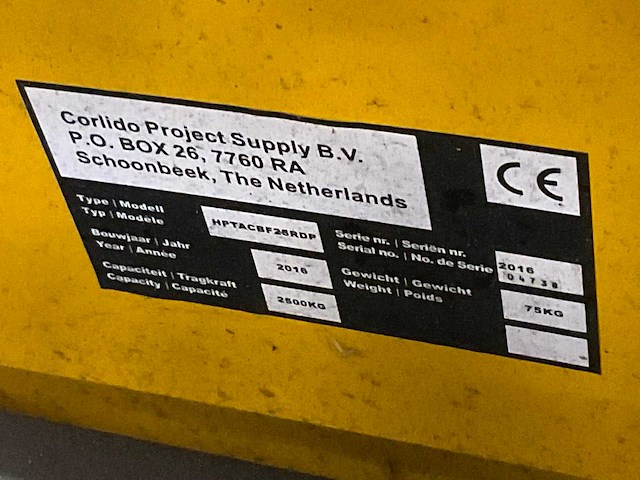 Corlido Project Supply B.V.
P.O. BOX 26, 7760 RA
Schoonbeek, The Netherlands
CE
Type | Modell
Typ | Modèle
HPTACBF25RDP
Serie nr. | Seriën nr.
Serial no. | No. de Serie
2016
04738
Bouwjaar | Jahr
Year | Année
2016
Gewicht | Gewicht
Weight | Poids
75KG
Capaciteit | Tragkraft
Capacity | Capacité
2500KG